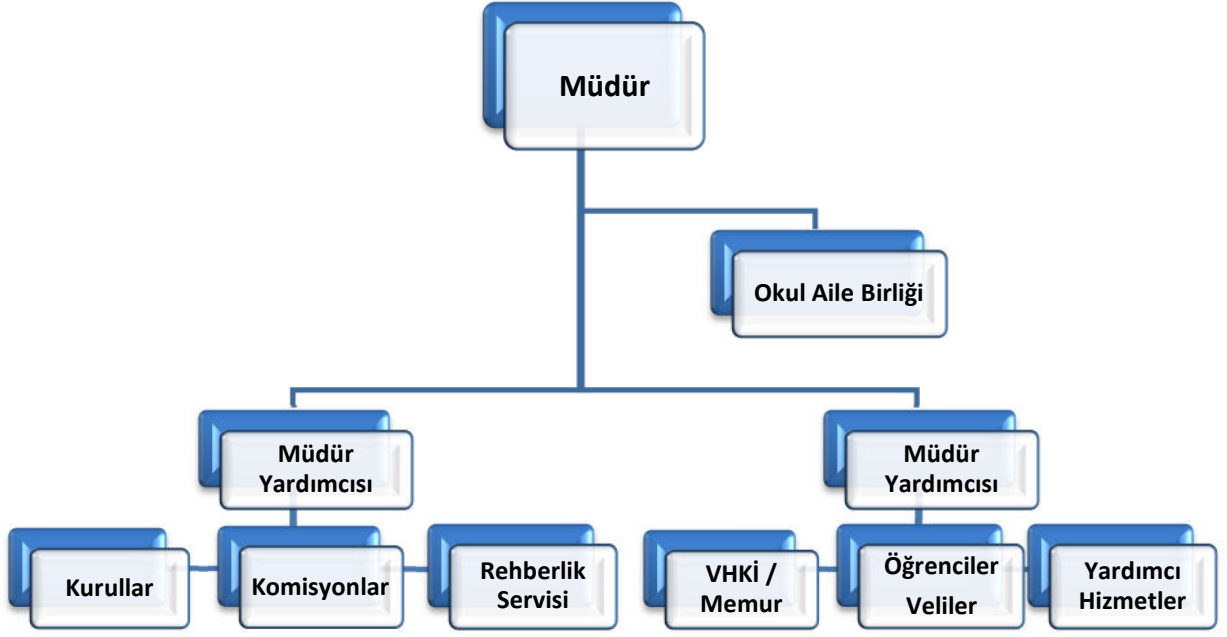 Müdür
Okul Aile Birliği
Müdür
Yardımcısı
Müdür
Yardımcısı
Kurullar
Komisyonlar
Rehberlik
Servisi
VHKİ /
Memur
Öğrenciler
Veliler
Yardımcı
Hizmetler